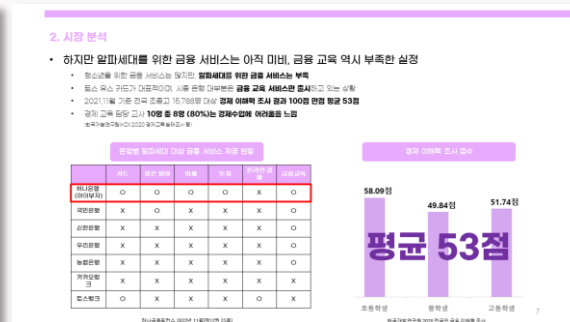 2. 시장 분석
• 하지만 알파세대를 위한 금융 서비스는 아직 미비, 금융 교육 역시 부족한 실정
• 청소년을 위한 금융 서비스는 많지만, 알파세대를 위한 금융 서비스는 부족
• 토스 유스 카드가 대표적이며, 시중 은행 대부분은 금융 교육 서비스만 출시하고 있는 상황
• 2021.11월 기준 전국 초중고 15,788명 대상 경제 이해력 조사 결과 100점 만점 평균 53점
• 경제 교육 담당 교사 10명 중 8명 (80%)는 경제수업에 어려움을 느낌
은행별 알파세대 대상 금융 서비스 제공 현황
카드 이체 금융교육
하나은행 (아이부자) O O O O X O
국민은행 X O X X X O
신한은행 X X X X X O
우리은행 X X X X X O
농협은행 X X X X X O
카카오뱅크 X X X X X X
토스뱅크 O X X X O X
경제 이해력 조사 점수
58.09점
49.84점
51.74점
평균 53점
초등학생 중학생 고등학생
7